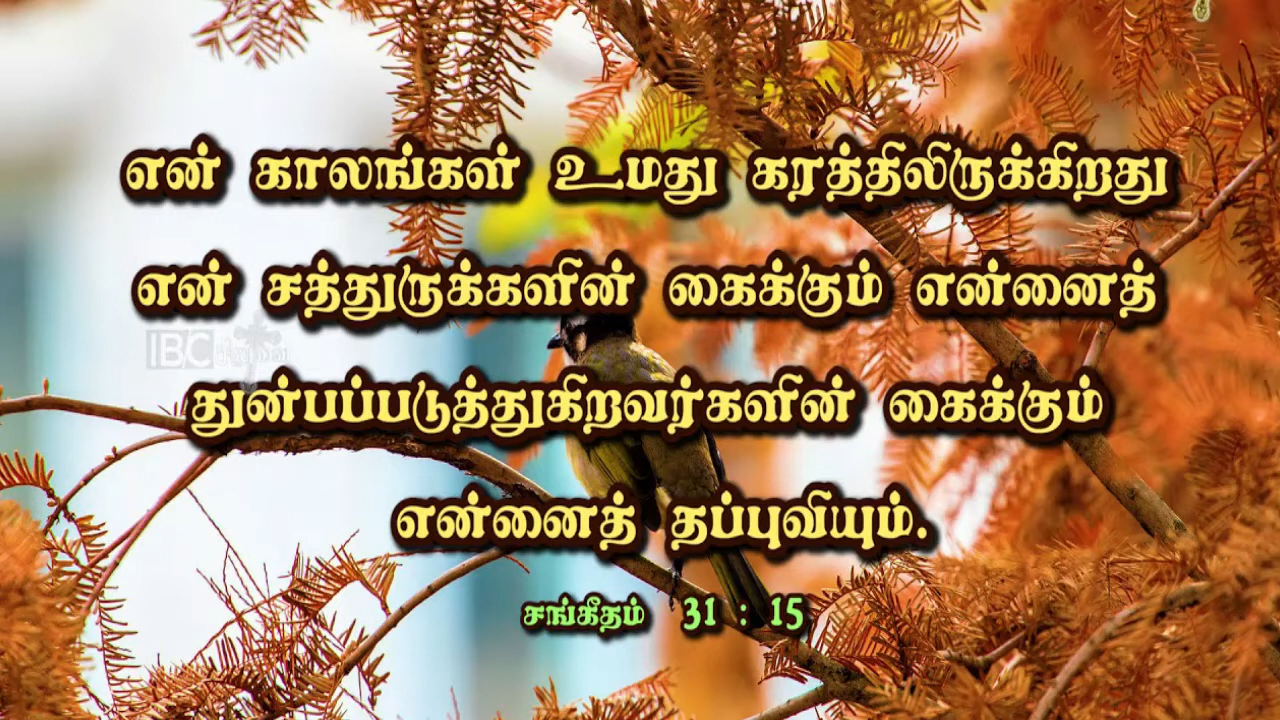 என் காலங்கள் உமது கரத்திலிருக்கிறது
என் சத்துருக்களின் கைக்கும் என்னைத்
IBC
துன்பப்படுத்துகிறவர்களின் கைக்கும்
என்னைத் தப்புவியும்.
சங்கீதம் 31 : 15